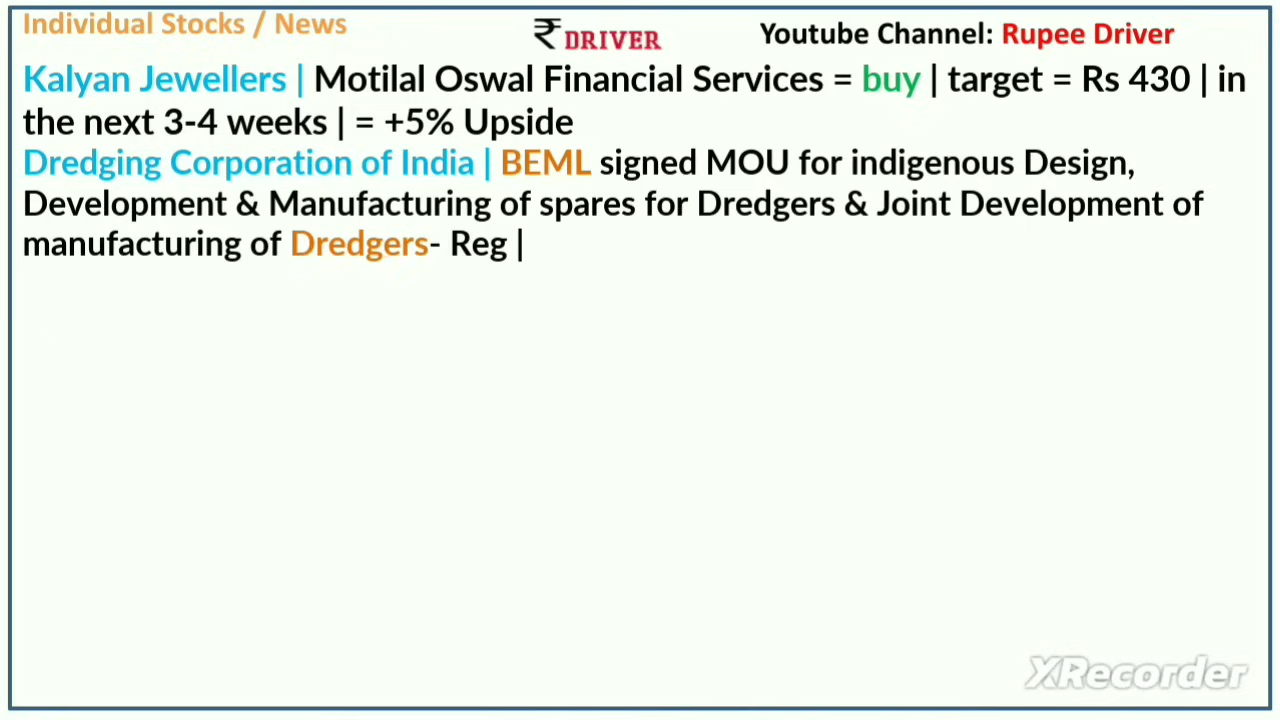 Individual Stocks / News
₹ DRIVER
Youtube Channel: Rupee Driver
Kalyan Jewellers | Motilal Oswal Financial Services = buy | target = Rs 430 | in
the next 3-4 weeks | = +5% Upside
Dredging Corporation of India | BEML signed MOU for indigenous Design,
Development & Manufacturing of spares for Dredgers & Joint Development of
manufacturing of Dredgers- Reg |
XRecorder